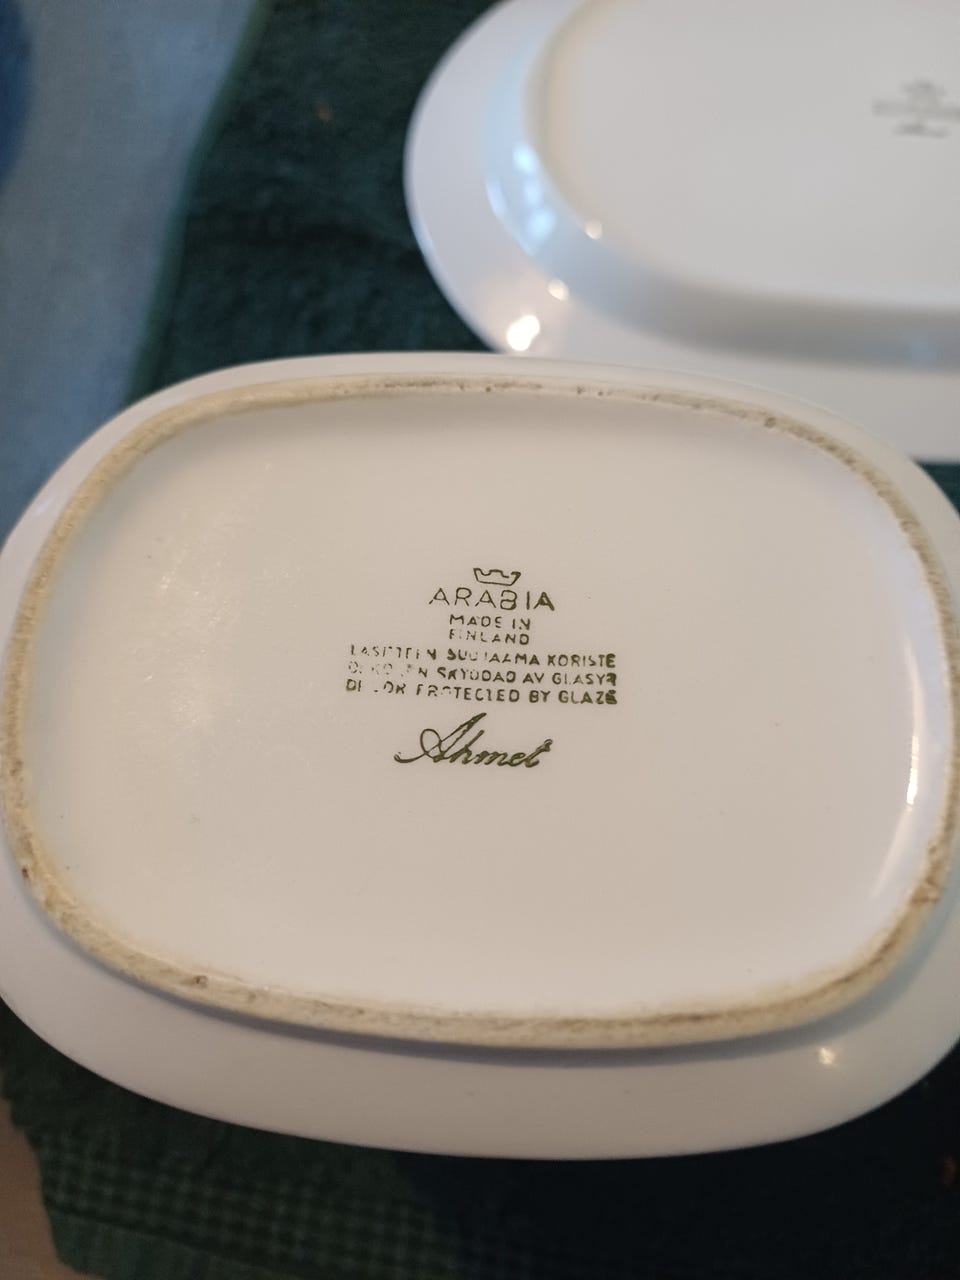 ARABIA
MADE IN
FINLAND
LASITTEEN SUOJAAMA KORISTE
DEKOREN SKYDDAD AV GLASYR
DECOR PROTECTED BY GLAZE
Ahmet